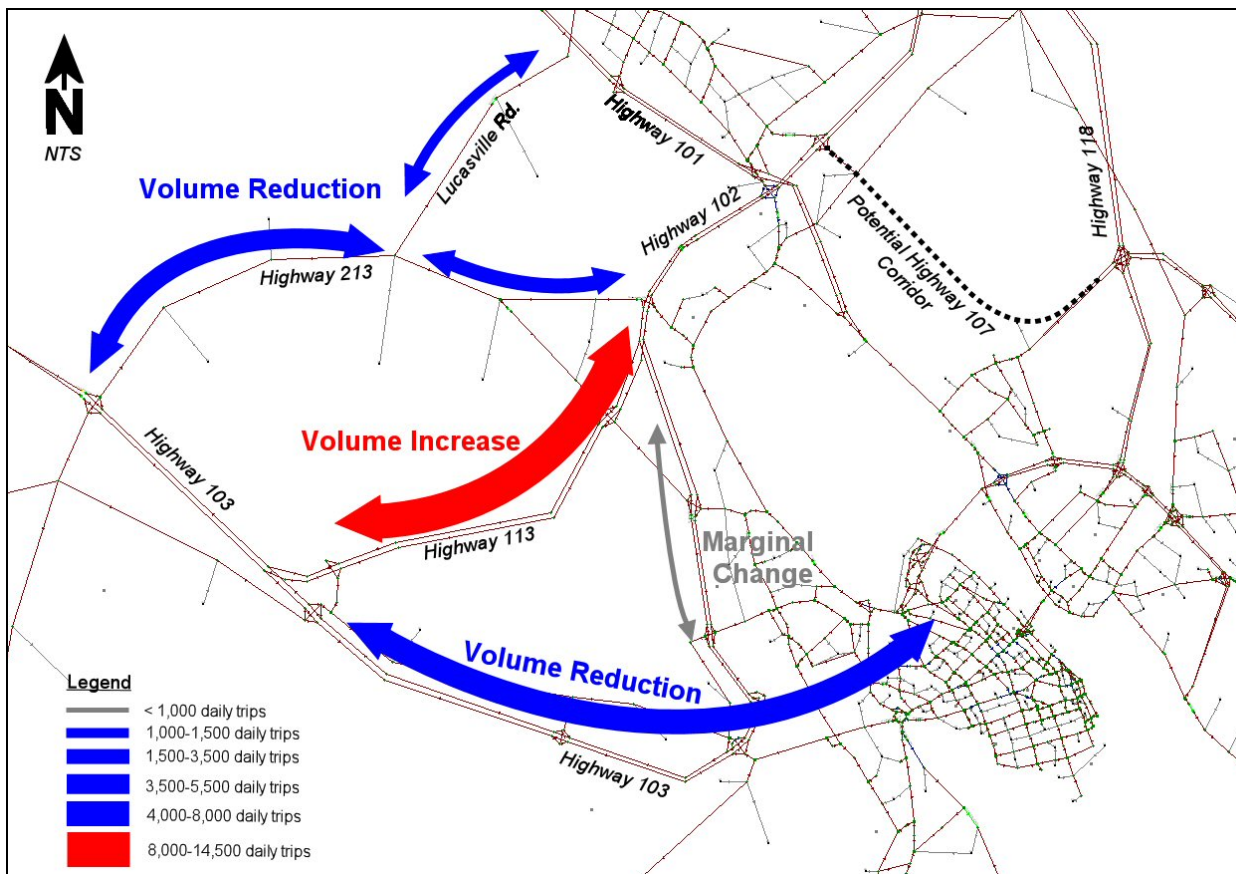 N
NTS
Highway 101
Lucasville Rd.
Highway 118
Volume Reduction
Highway 102
Potential Highway 107
Corridor
Highway 213
Volume Increase
Highway 103
Highway 113
Marginal
Change
Volume Reduction
Highway 103
Legend
< 1,000 daily trips
1,000-1,500 daily trips
1,500-3,500 daily trips
3,500-5,500 daily trips
4,000-8,000 daily trips
8,000-14,500 daily trips